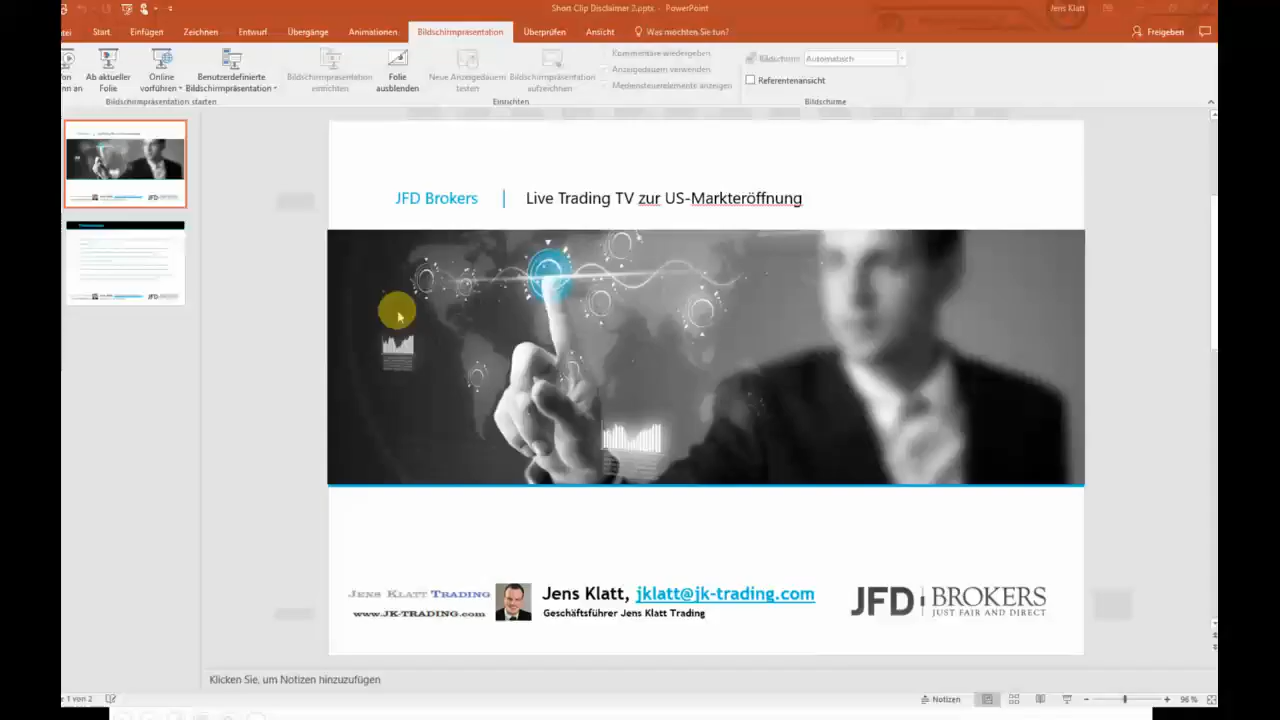 Short Clip Disclaimer 2.pptx - PowerPoint
Jens Klatt
Start Einfügen Zeichnen Entwurf Übergänge Animationen Bildschirmpräsentation Überprüfen Ansicht Was möchten Sie tun? Freigeben
Ab aktueller Folie
Online vorführen
Benutzerdefinierte Bildschirmpräsentation
Bildschirmpräsentation einrichten
Folie ausblenden
Neue Anzeigedauern testen
Bildschirmpräsentation aufzeichnen
Kommentare wiedergeben
Anzeigedauern verwenden
Mediensteuerelemente anzeigen
Bildschirm: Automatisch
Referentenansicht
Bildschirmpräsentation starten
Einrichten
Bildschirme
JFD Brokers | Live Trading TV zur US-Markteröffnung
JENS KLATT TRADING
www.JK-TRADING.com
Jens Klatt, jklatt@jk-trading.com
Geschäftsführer Jens Klatt Trading
JFD BROKERS
JUST FAIR AND DIRECT
Klicken Sie, um Notizen hinzuzufügen
1 von 2
Notizen
96 %